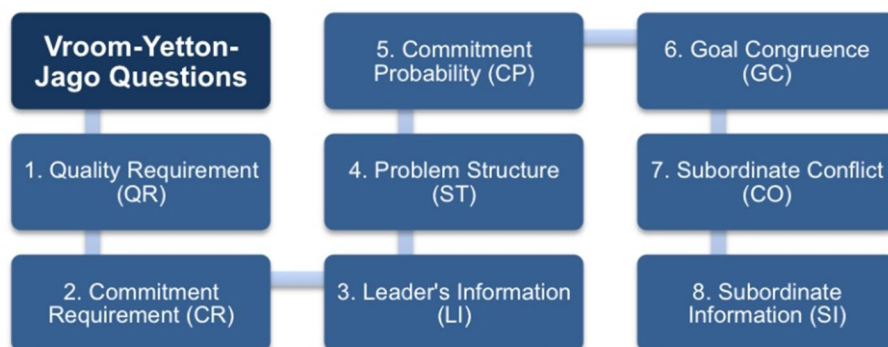 Vroom-Yetton-
Jago Questions
1. Quality Requirement
(QR)
2. Commitment
Requirement (CR)
3. Leader's Information
(LI)
4. Problem Structure
(ST)
5. Commitment
Probability (CP)
6. Goal Congruence
(GC)
7. Subordinate Conflict
(CO)
8. Subordinate
Information (SI)